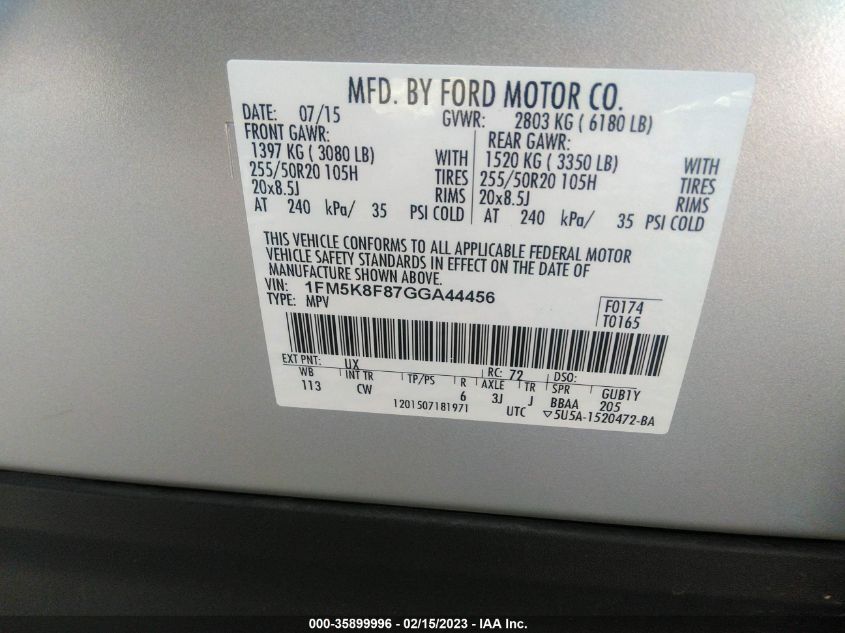 MFD. BY FORD MOTOR CO.
DATE: 07/15 GVWR: 2803 KG ( 6180 LB)
FRONT GAWR: REAR GAWR:
1397 KG ( 3080 LB) WITH 1520 KG ( 3350 LB) WITH
255/50R20 105H TIRES 255/50R20 105H TIRES
20x8.5J RIMS 20x8.5J RIMS
AT 240 kPa/ 35 PSI COLD AT 240 kPa/ 35 PSI COLD
THIS VEHICLE CONFORMS TO ALL APPLICABLE FEDERAL MOTOR
VEHICLE SAFETY STANDARDS IN EFFECT ON THE DATE OF
MANUFACTURE SHOWN ABOVE.
VIN: 1FM5K8F87GGA44456
TYPE: MPV
F0174
T0165
EXT PNT: UX RC: 72 DSO:
WB INT TR TP/PS R AXLE TR SPR GUB1Y
113 CW 6 3J J BBAA 205
1201507181971 UTC ▽5U5A-1520472-BA
000-35899996 - 02/15/2023 - IAA Inc.